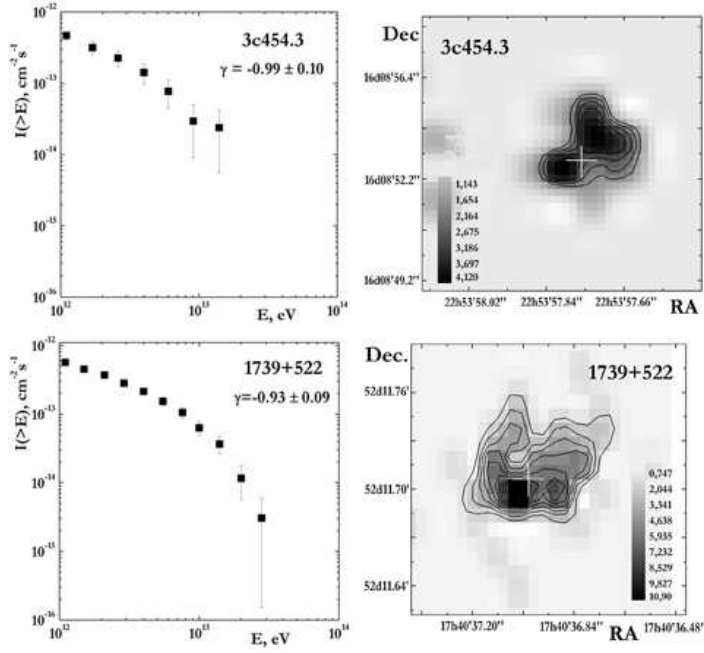 3c454.3
γ = -0.99 ± 0.10
I(>E), cm⁻² s⁻¹
10⁻¹²
10⁻¹³
10⁻¹⁴
10⁻¹⁵
10⁻¹⁶
10¹²
10¹³
10¹⁴
E, eV
Dec
3c454.3
16d08'56.4''
16d08'52.2''
16d08'49.2''
1,143
1,654
2,164
2,675
3,186
3,697
4,120
22h53'58.02''
22h53'57.84''
22h53'57.66''
RA
1739+522
γ=-0.93 ± 0.09
I(>E), cm⁻² s⁻¹
10⁻¹²
10⁻¹³
10⁻¹⁴
10⁻¹⁵
10⁻¹⁶
10¹²
10¹³
10¹⁴
E, eV
Dec.
1739+522
52d11.76'
52d11.70'
52d11.64'
0,747
2,044
3,341
4,638
5,935
7,232
8,529
9,827
10,90
17h40'37.20''
17h40'36.84''
17h40'36.48''
RA